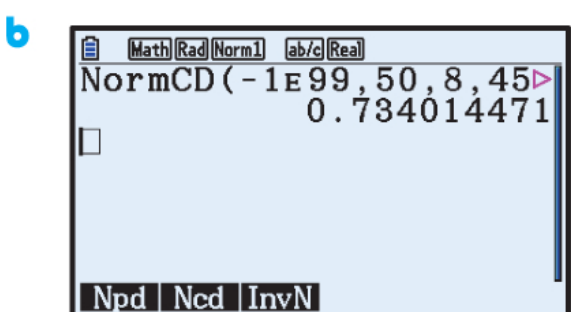 b
Math Rad Norm1 ab/c Real
NormCD(-1E99,50,8,45▷
0.734014471
Npd Ncd InvN